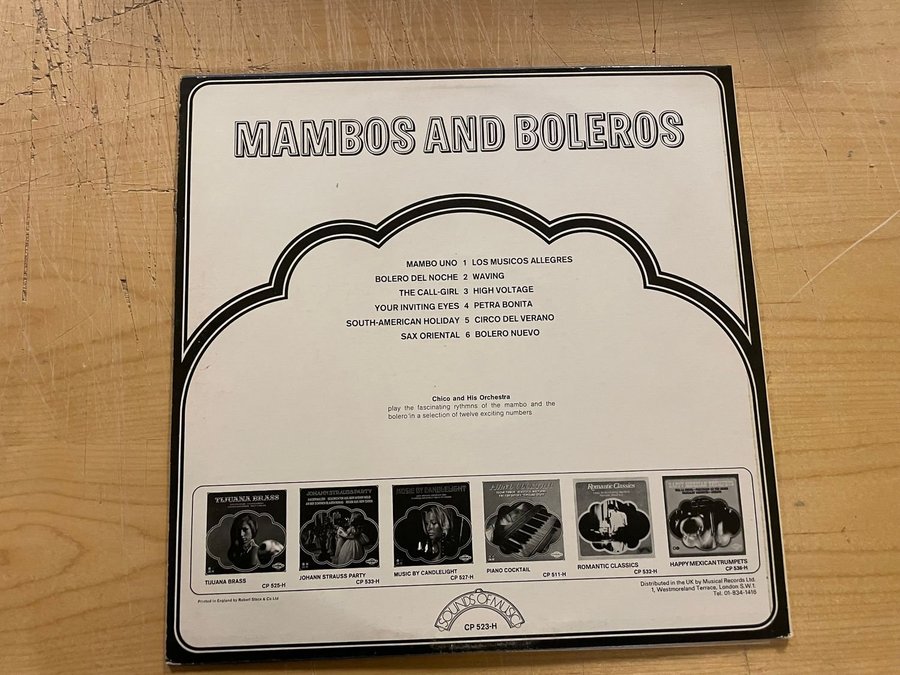 MAMBOS AND BOLEROS
MAMBO UNO 1 LOS MUSICOS ALLEGRES
BOLERO DEL NOCHE 2 WAVING
THE CALL-GIRL 3 HIGH VOLTAGE
YOUR INVITING EYES 4 PETRA BONITA
SOUTH-AMERICAN HOLIDAY 5 CIRCO DEL VERANO
SAX ORIENTAL 6 BOLERO NUEVO
Chico and His Orchestra
play the fascinating rythmns of the mambo and the
bolero in a selection of twelve exciting numbers
TIJUANA BRASS
JOHANN STRAUSS PARTY
MUSIC BY CANDLELIGHT
Romantic Classics
HAPPY MEXICAN TRUMPETS
TIJUANA BRASS CP 525-H
JOHANN STRAUSS PARTY CP 533-H
MUSIC BY CANDLELIGHT CP 527-H
PIANO COCKTAIL CP 511-H
ROMANTIC CLASSICS CP 532-H
HAPPY MEXICAN TRUMPETS CP 536-H
Printed in England by Robert Stace & Co Ltd
SOUNDS OF MUSIC
CP 523-H
Distributed in the UK by Musical Records Ltd.
1, Westmoreland Terrace, London S.W.1.
Tel. 01-834-1416